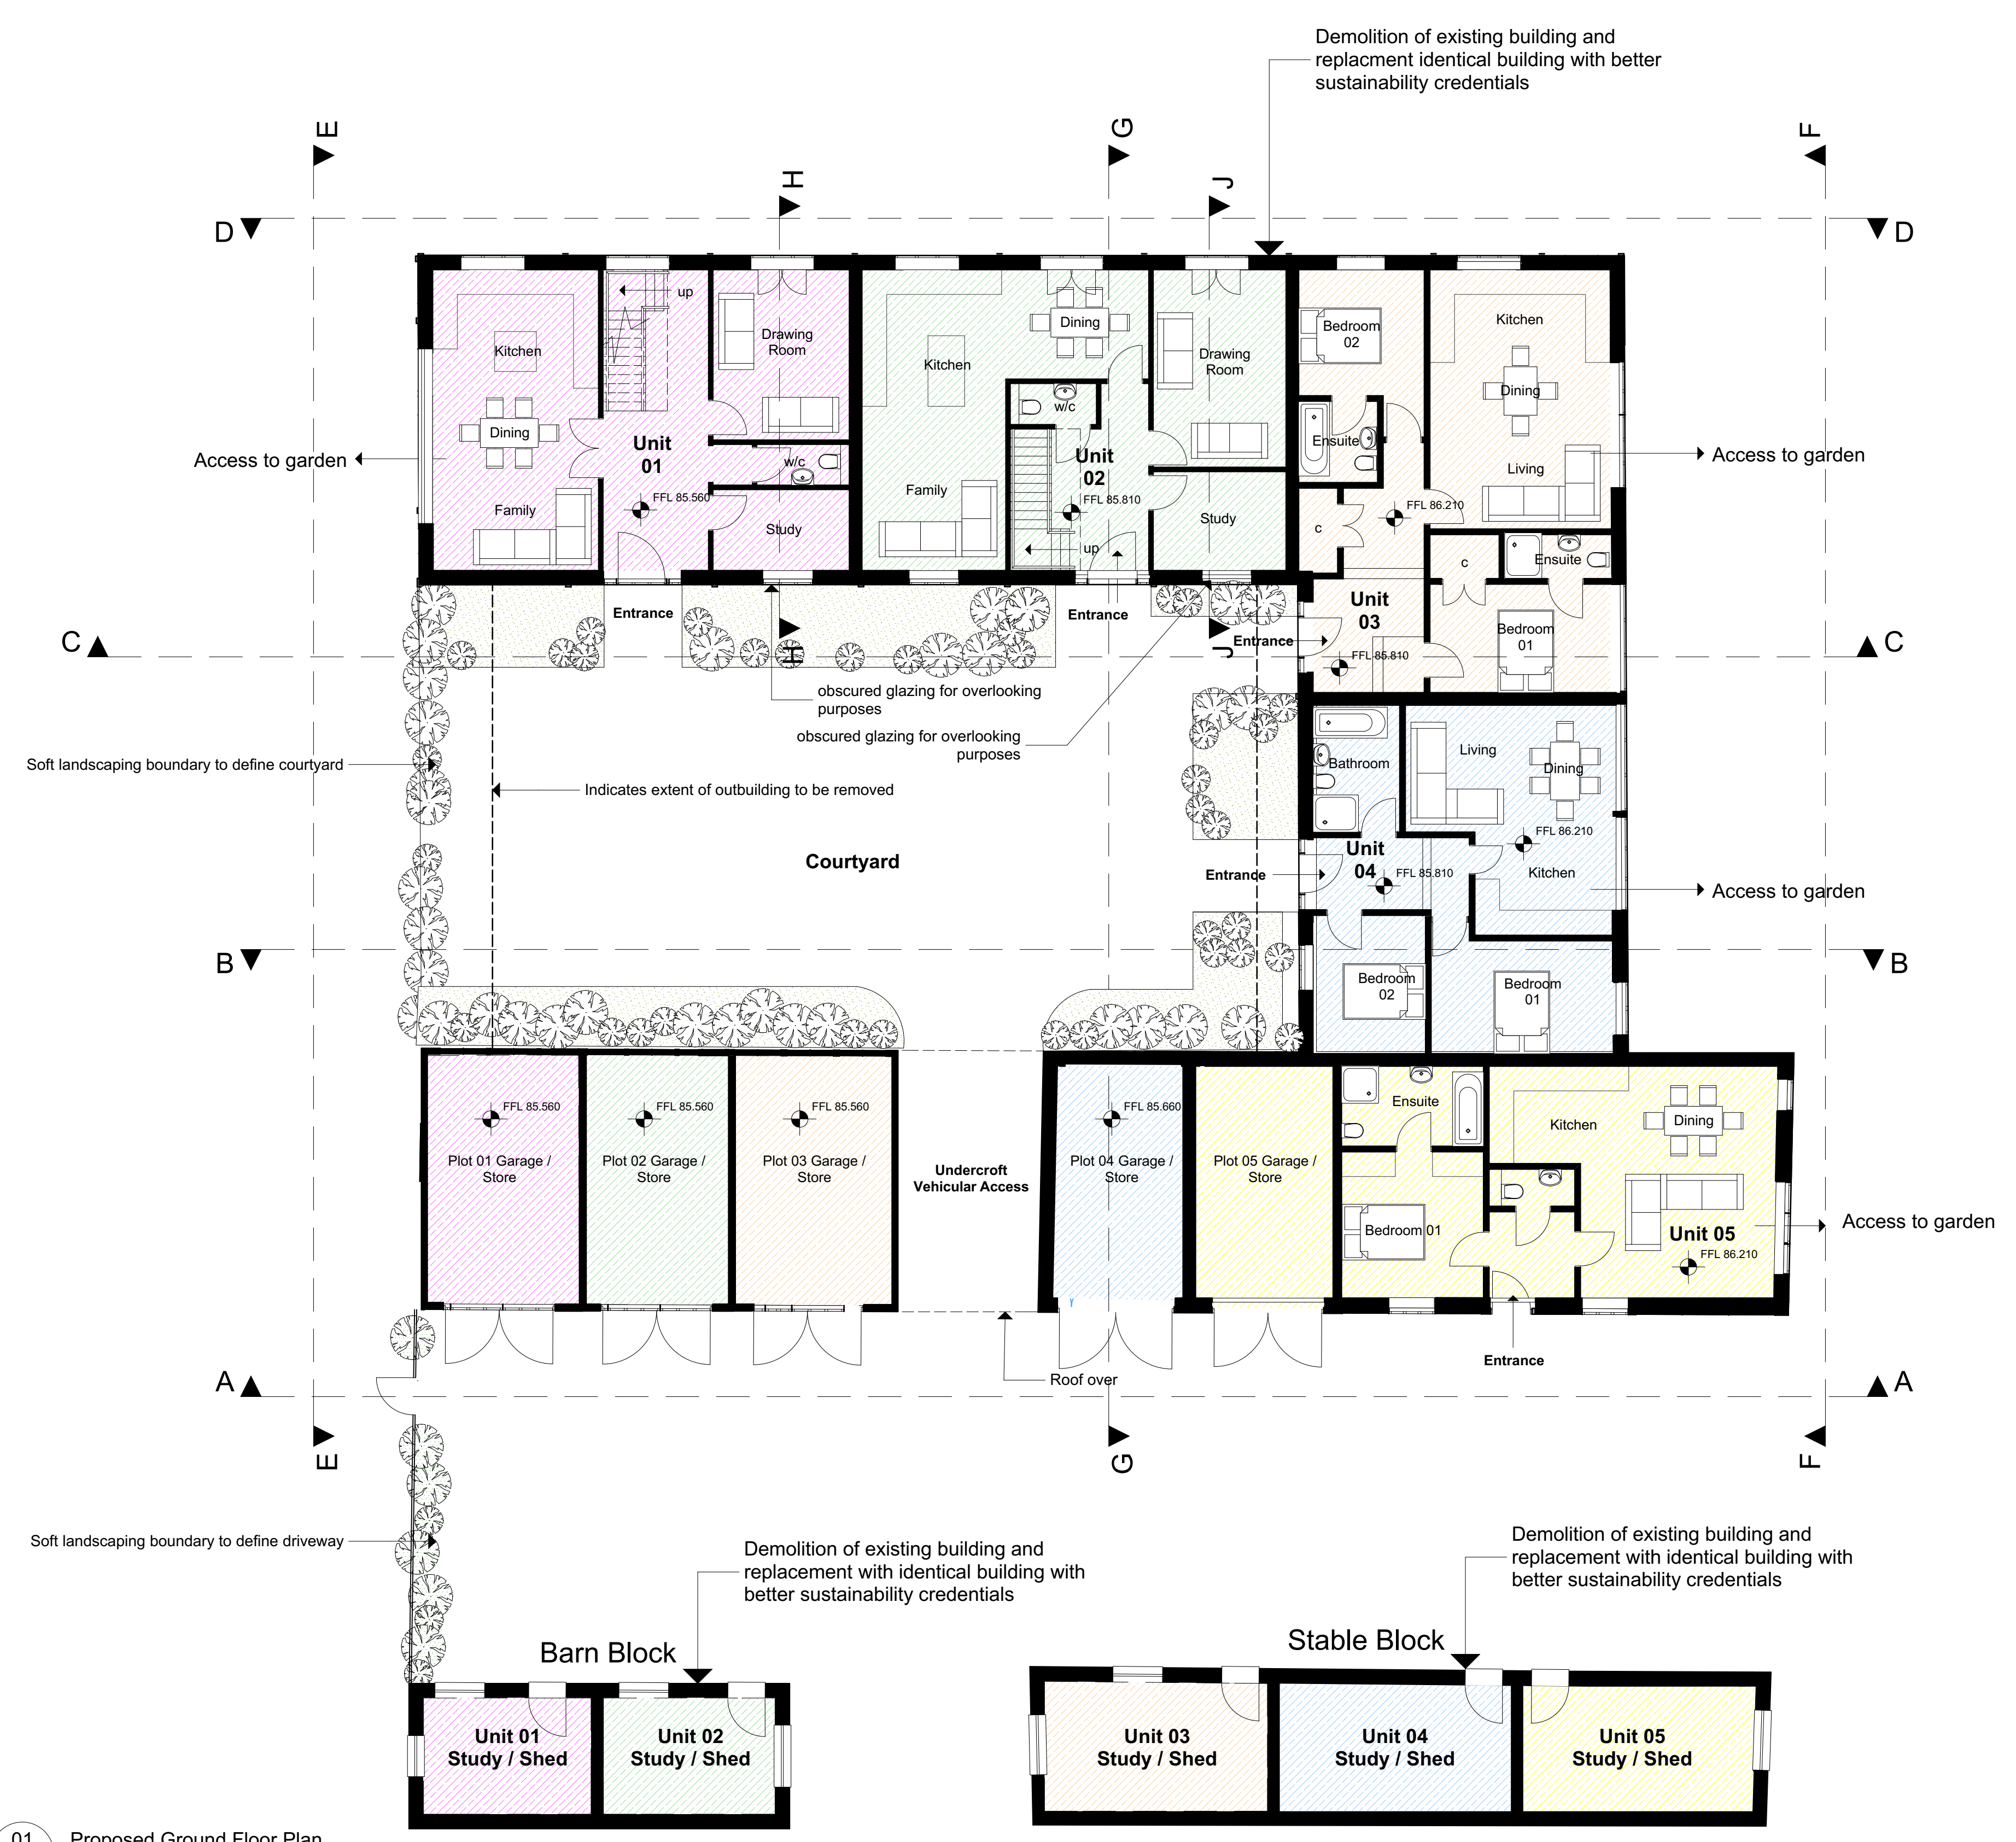 Demolition of existing building and
replacment identical building with better
sustainability credentials
E
G
F
H
J
D
D
up
Drawing
Room
Kitchen
Dining
Family
Unit
01
FFL 85.560
w/c
Study
Access to garden
Kitchen
Dining
Drawing
Room
w/c
Unit
02
FFL 85.810
Family
up
Study
Bedroom
02
Kitchen
Dining
Living
Ensuite
FFL 86.210
c
c
Ensuite
Access to garden
Unit
03
Bedroom
01
FFL 85.810
Entrance
Entrance
Entrance
C
C
H
J
obscured glazing for overlooking
purposes
obscured glazing for overlooking
purposes
Soft landscaping boundary to define courtyard
Indicates extent of outbuilding to be removed
Courtyard
Bathroom
Living
Dining
FFL 86.210
Unit
04
FFL 85.810
Kitchen
Entrance
Access to garden
B
B
Bedroom
02
Bedroom
01
FFL 85.560
FFL 85.560
FFL 85.560
FFL 85.660
Plot 01 Garage /
Store
Plot 02 Garage /
Store
Plot 03 Garage /
Store
Undercroft
Vehicular Access
Plot 04 Garage /
Store
Plot 05 Garage /
Store
Ensuite
Kitchen
Dining
Bedroom 01
Unit 05
FFL 86.210
Access to garden
Entrance
Roof over
A
A
E
G
F
Soft landscaping boundary to define driveway
Demolition of existing building and
replacement with identical building with
better sustainability credentials
Demolition of existing building and
replacement with identical building with
better sustainability credentials
Barn Block
Stable Block
Unit 01
Study / Shed
Unit 02
Study / Shed
Unit 03
Study / Shed
Unit 04
Study / Shed
Unit 05
Study / Shed
01
Proposed Ground Floor Plan